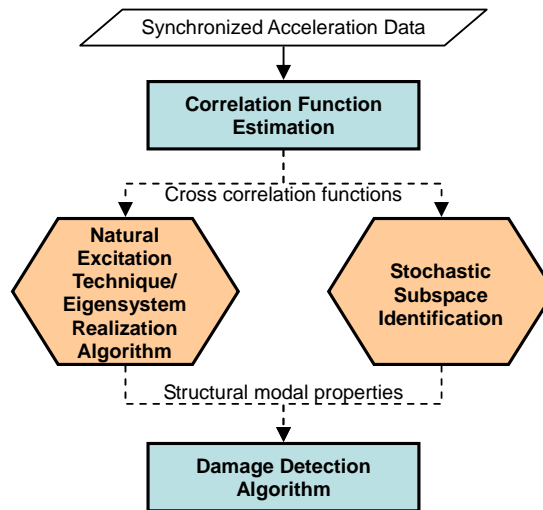 Synchronized Acceleration Data
Correlation Function
Estimation
Cross correlation functions
Natural
Excitation
Technique/
Eigensystem
Realization
Algorithm
Stochastic
Subspace
Identification
Structural modal properties
Damage Detection
Algorithm